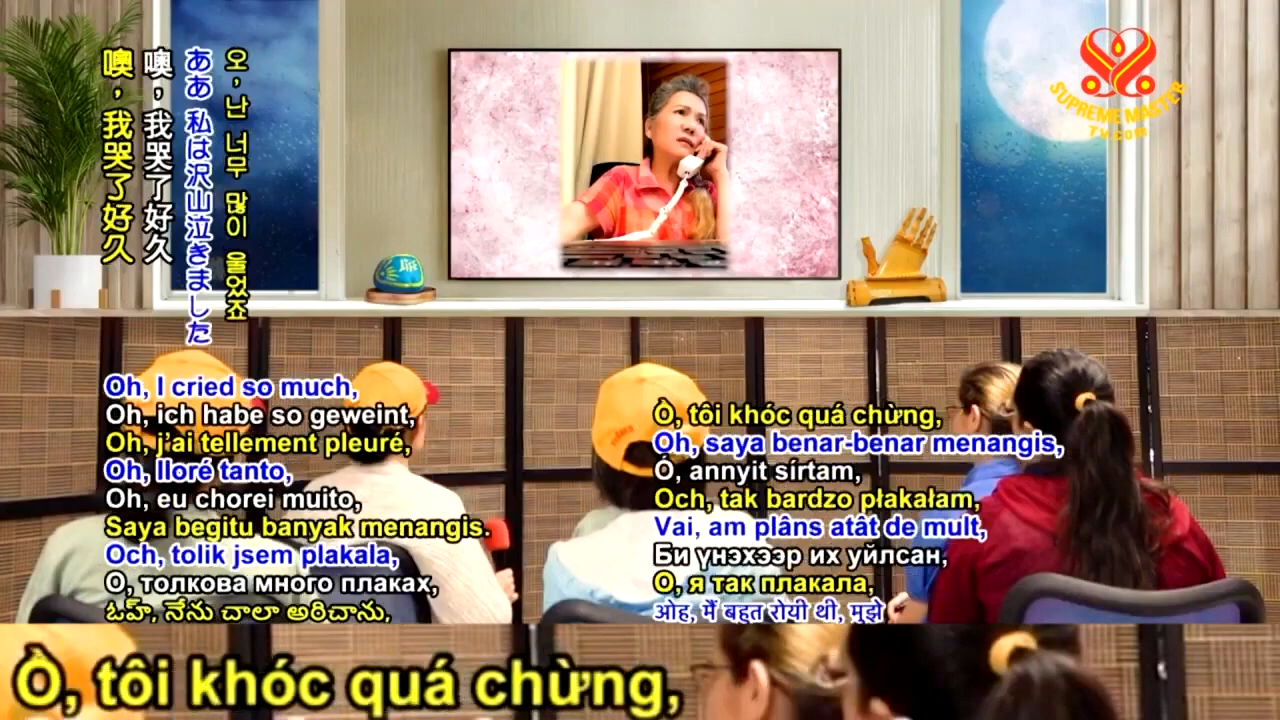 오, 난 너무 많이 울었죠
ああ 私は沢山泣きました
噢，我哭了好久
噢，我哭了好久
SUPREME MASTER
TV.COM
Oh, I cried so much,
Oh, ich habe so geweint,
Oh, j’ai tellement pleuré,
Oh, lloré tanto,
Oh, eu chorei muito,
Saya begitu banyak menangis.
Och, tolik jsem plakala,
О, толкова много плаках,
ఓహ్, నేను చాలా అరిచాను,
Ồ, tôi khóc quá chừng,
Oh, saya benar-benar menangis,
Ó, annyit sírtam,
Och, tak bardzo płakałam,
Vai, am plâns atât de mult,
Би үнэхээр их уйлсан,
О, я так плакала,
ओह, मैं बहुत रोयी थी, मुझे
Ồ, tôi khóc quá chừng,